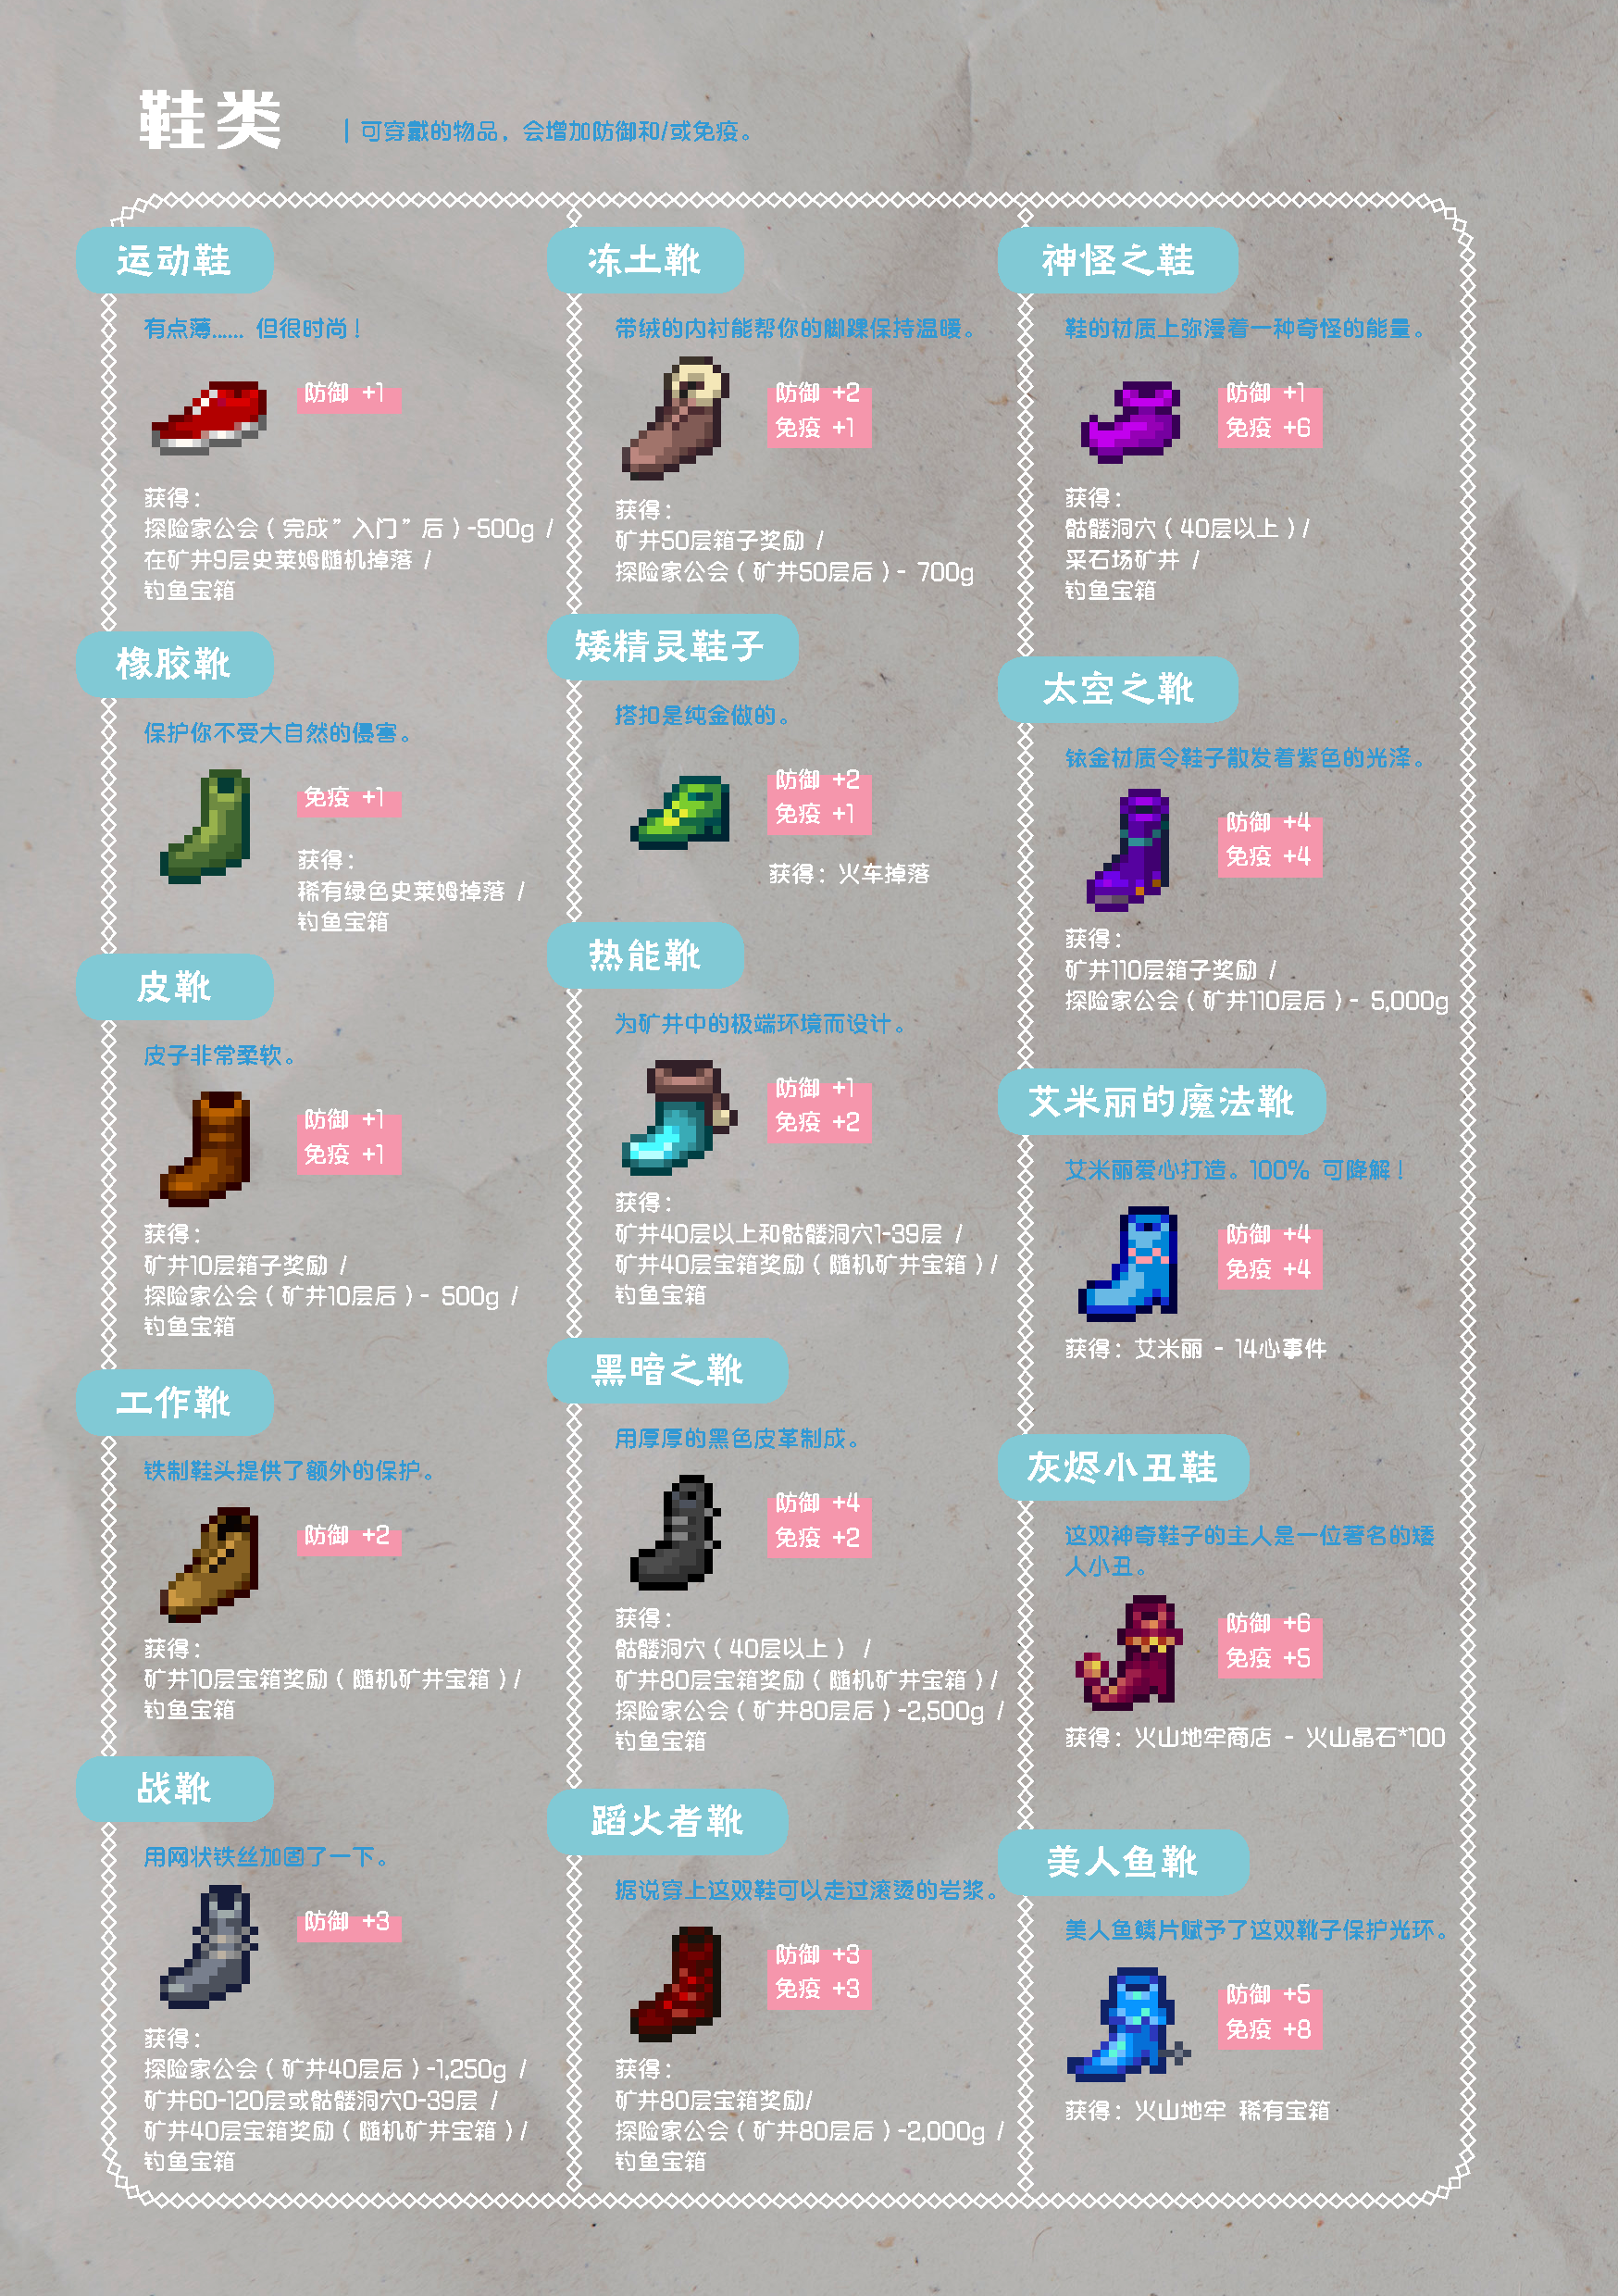 鞋类
| 可穿戴的物品，会增加防御和/或免疫。
运动鞋
有点薄…… 但很时尚！
防御 +1
获得：
探险家公会（完成”入门”后）-500g /
在矿井9层史莱姆随机掉落 /
钓鱼宝箱
橡胶靴
保护你不受大自然的侵害。
免疫 +1
获得：
稀有绿色史莱姆掉落 /
钓鱼宝箱
皮靴
皮子非常柔软。
防御 +1
免疫 +1
获得：
矿井10层箱子奖励 /
探险家公会（矿井10层后）- 500g /
钓鱼宝箱
工作靴
铁制鞋头提供了额外的保护。
防御 +2
获得：
矿井10层宝箱奖励（随机矿井宝箱）/
钓鱼宝箱
战靴
用网状铁丝加固了一下。
防御 +3
获得：
探险家公会（矿井40层后）-1,250g /
矿井60-120层或骷髅洞穴0-39层 /
矿井40层宝箱奖励（随机矿井宝箱）/
钓鱼宝箱
冻土靴
带绒的内衬能帮你的脚踝保持温暖。
防御 +2
免疫 +1
获得：
矿井50层箱子奖励 /
探险家公会（矿井50层后）- 700g
矮精灵鞋子
搭扣是纯金做的。
防御 +2
免疫 +1
获得：火车掉落
热能靴
为矿井中的极端环境而设计。
防御 +1
免疫 +2
获得：
矿井40层以上和骷髅洞穴1-39层 /
矿井40层宝箱奖励（随机矿井宝箱）/
钓鱼宝箱
黑暗之靴
用厚厚的黑色皮革制成。
防御 +4
免疫 +2
获得：
骷髅洞穴（40层以上） /
矿井80层宝箱奖励（随机矿井宝箱）/
探险家公会（矿井80层后）-2,500g /
钓鱼宝箱
蹈火者靴
据说穿上这双鞋可以走过滚烫的岩浆。
防御 +3
免疫 +3
获得：
矿井80层宝箱奖励/
探险家公会（矿井80层后）-2,000g /
钓鱼宝箱
神怪之鞋
鞋的材质上弥漫着一种奇怪的能量。
防御 +1
免疫 +6
获得：
骷髅洞穴（40层以上）/
采石场矿井 /
钓鱼宝箱
太空之靴
铱金材质令鞋子散发着紫色的光泽。
防御 +4
免疫 +4
获得：
矿井110层箱子奖励 /
探险家公会（矿井110层后）- 5,000g
艾米丽的魔法靴
艾米丽爱心打造。100% 可降解！
防御 +4
免疫 +4
获得：艾米丽 - 14心事件
灰烬小丑鞋
这双神奇鞋子的主人是一位著名的矮
人小丑。
防御 +6
免疫 +5
获得：火山地牢商店 - 火山晶石*100
美人鱼靴
美人鱼鳞片赋予了这双靴子保护光环。
防御 +5
免疫 +8
获得：火山地牢 稀有宝箱